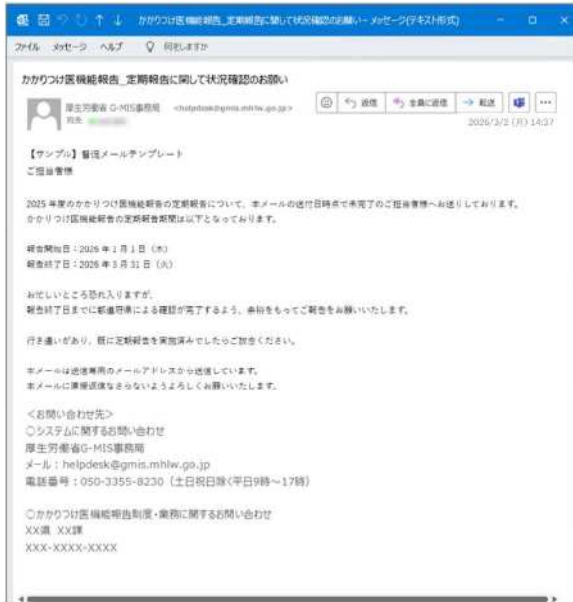 かかりつけ医機能報告_定期報告に関して状況確認のお願い - メッセージ(テキスト形式)
ファイル メッセージ ヘルプ 何をしますか
かかりつけ医機能報告_定期報告に関して状況確認のお願い
厚生労働省 G-MIS事務局 <helpdesk@gmis.mhlw.go.jp>
宛先
返信 全員に返信 転送
2026/3/2 (月) 14:37
【サンプル】督促メールテンプレート
ご担当者様
2025 年度のかかりつけ医機能報告の定期報告について、本メールの送付日時点で未完了のご担当者様へお送りしております。
かかりつけ医機能報告の定期報告期間は以下となっております。
報告開始日：2026 年 1 月 1 日（木）
報告終了日：2026 年 3 月 31 日（火）
お忙しいところ恐れ入りますが、
報告終了日までに都道府県による確認が完了するよう、余裕をもってご報告をお願いいたします。
行き違いがあり、既に定期報告を実施済みでしたらご放念ください。
本メールは送信専用のメールアドレスから送信しています。
本メールに直接返信なさらないようよろしくお願いいたします。
＜お問い合わせ先＞
○システムに関するお問い合わせ
厚生労働省G-MIS事務局
メール：helpdesk@gmis.mhlw.go.jp
電話番号：050-3355-8230（土日祝日除く平日9時～17時）
○かかりつけ医機能報告制度・業務に関するお問い合わせ
XX県 XX課
XXX-XXXX-XXXX